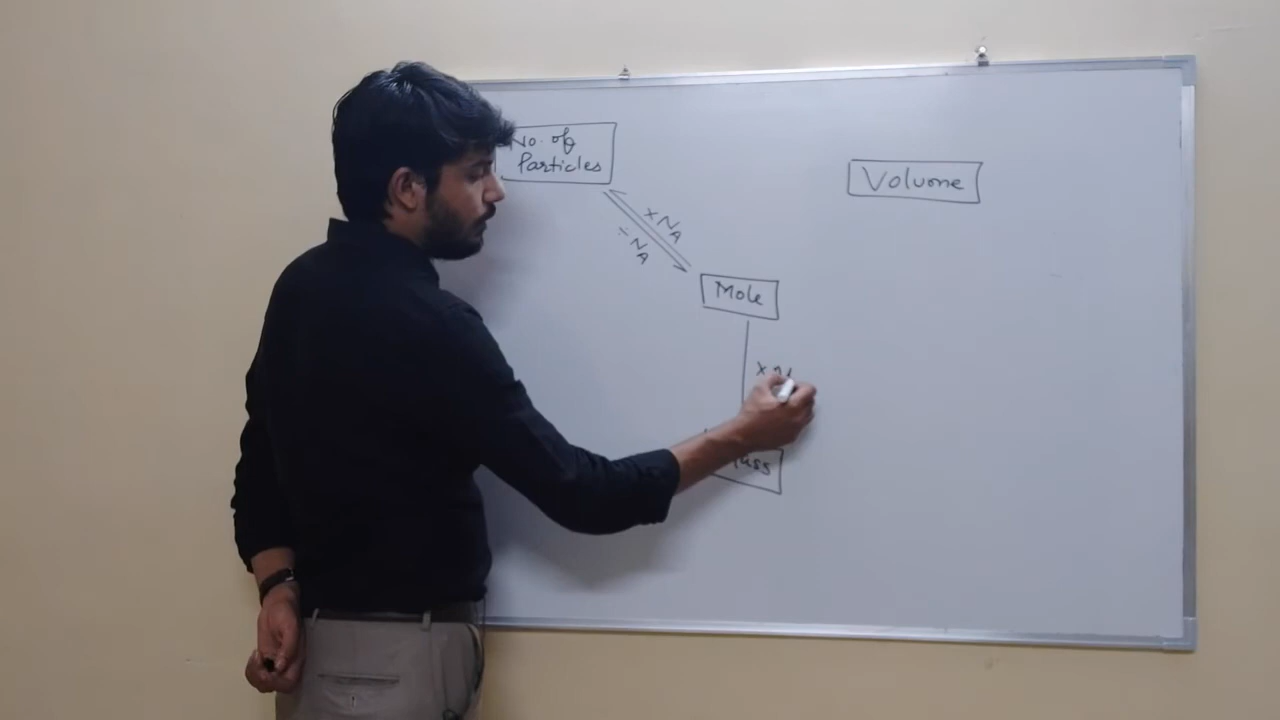 No. of
Particles
Volume
× NA
÷ NA
Mole
×